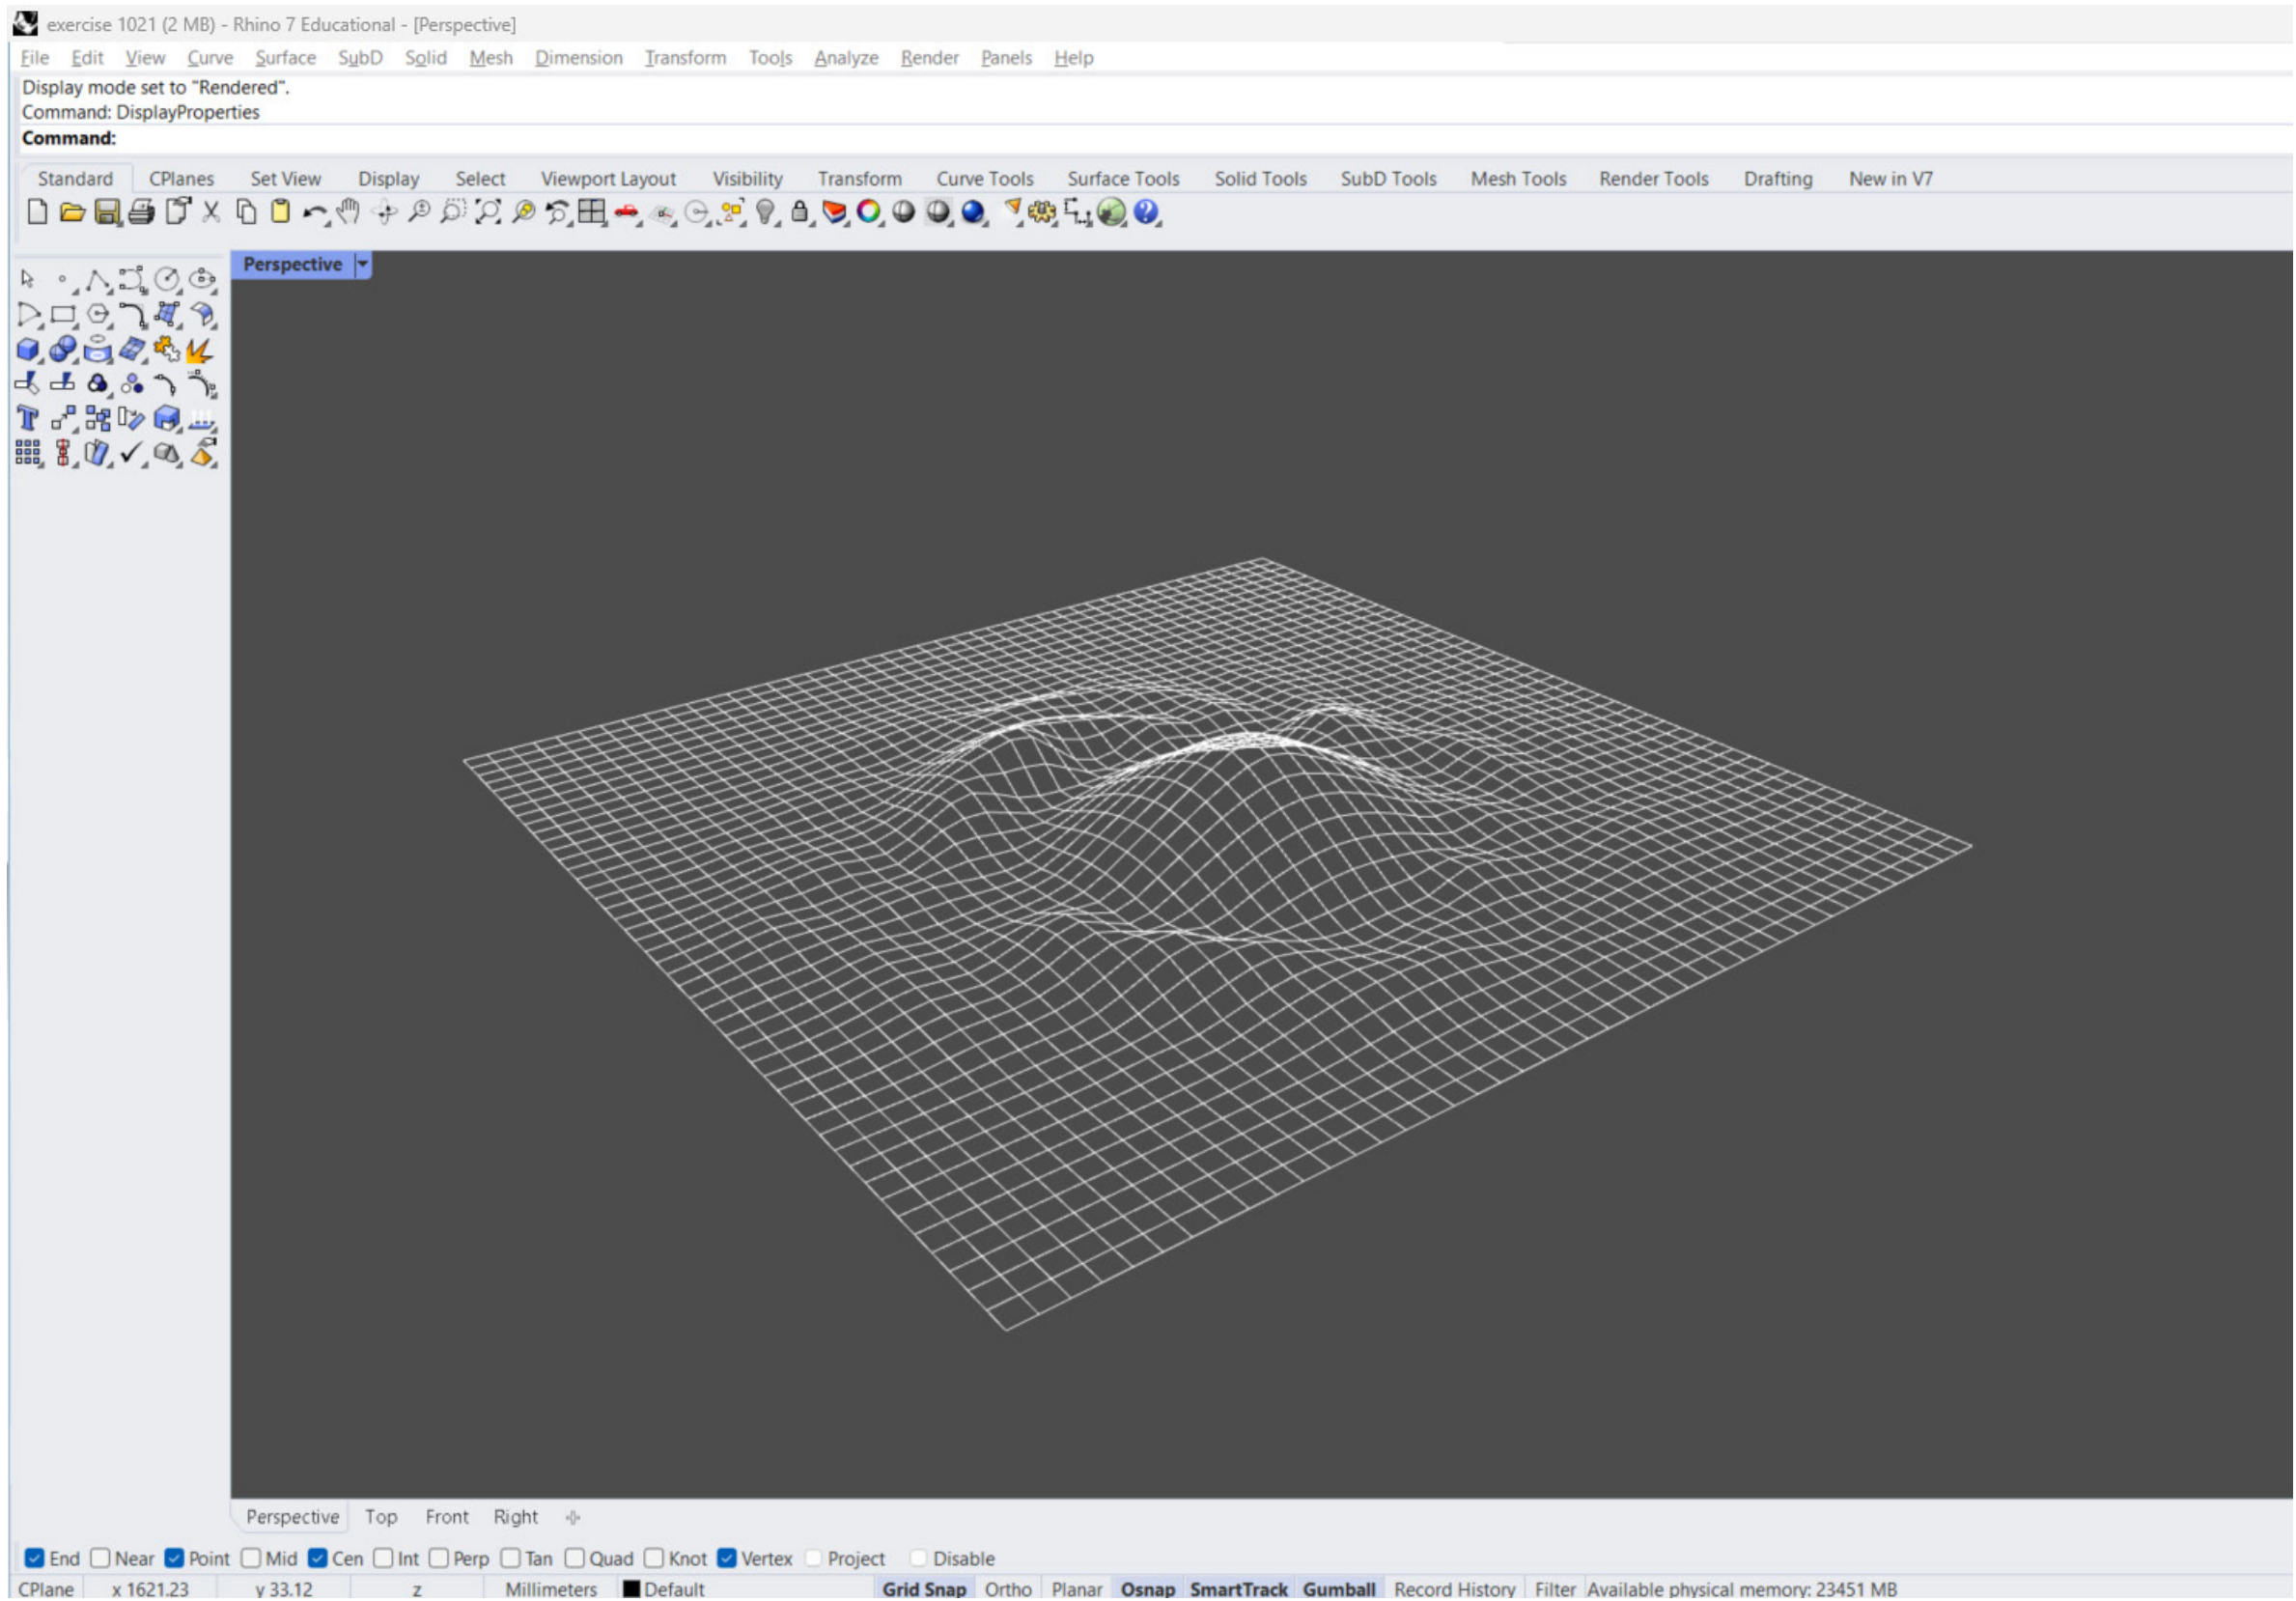 exercise 1021 (2 MB) - Rhino 7 Educational - [Perspective]
File Edit View Curve Surface SubD Solid Mesh Dimension Transform Tools Analyze Render Panels Help
Display mode set to "Rendered".
Command: DisplayProperties
Command:
Standard CPlanes Set View Display Select Viewport Layout Visibility Transform Curve Tools Surface Tools Solid Tools SubD Tools Mesh Tools Render Tools Drafting New in V7
Perspective
Perspective Top Front Right
End Near Point Mid Cen Int Perp Tan Quad Knot Vertex Project Disable
CPlane x 1621.23 y 33.12 z Millimeters Default Grid Snap Ortho Planar Osnap SmartTrack Gumball Record History Filter Available physical memory: 23451 MB